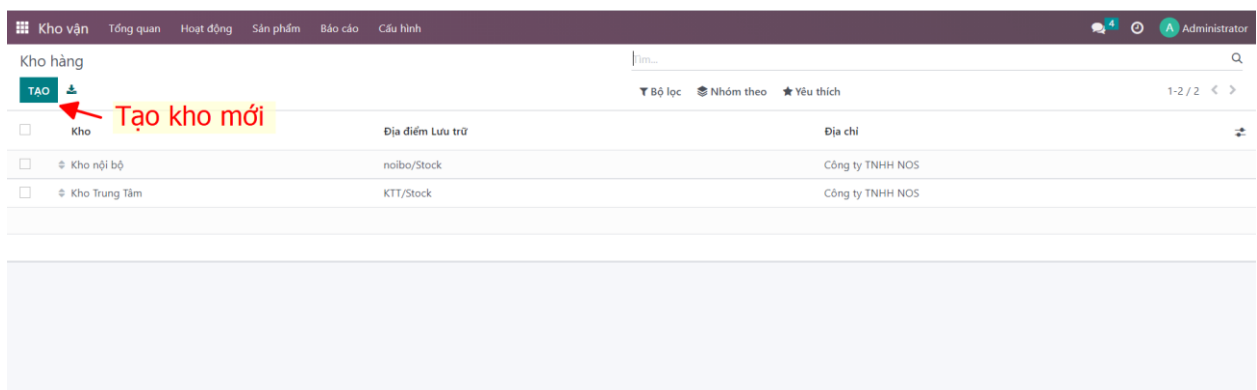 Kho vận Tổng quan Hoạt động Sản phẩm Báo cáo Cấu hình 4 A Administrator
Kho hàng Tìm...
TẠO Bộ lọc Nhóm theo Yêu thích 1-2 / 2
Tạo kho mới
Kho Địa điểm Lưu trữ Địa chỉ
Kho nội bộ noibo/Stock Công ty TNHH NOS
Kho Trung Tâm KTT/Stock Công ty TNHH NOS